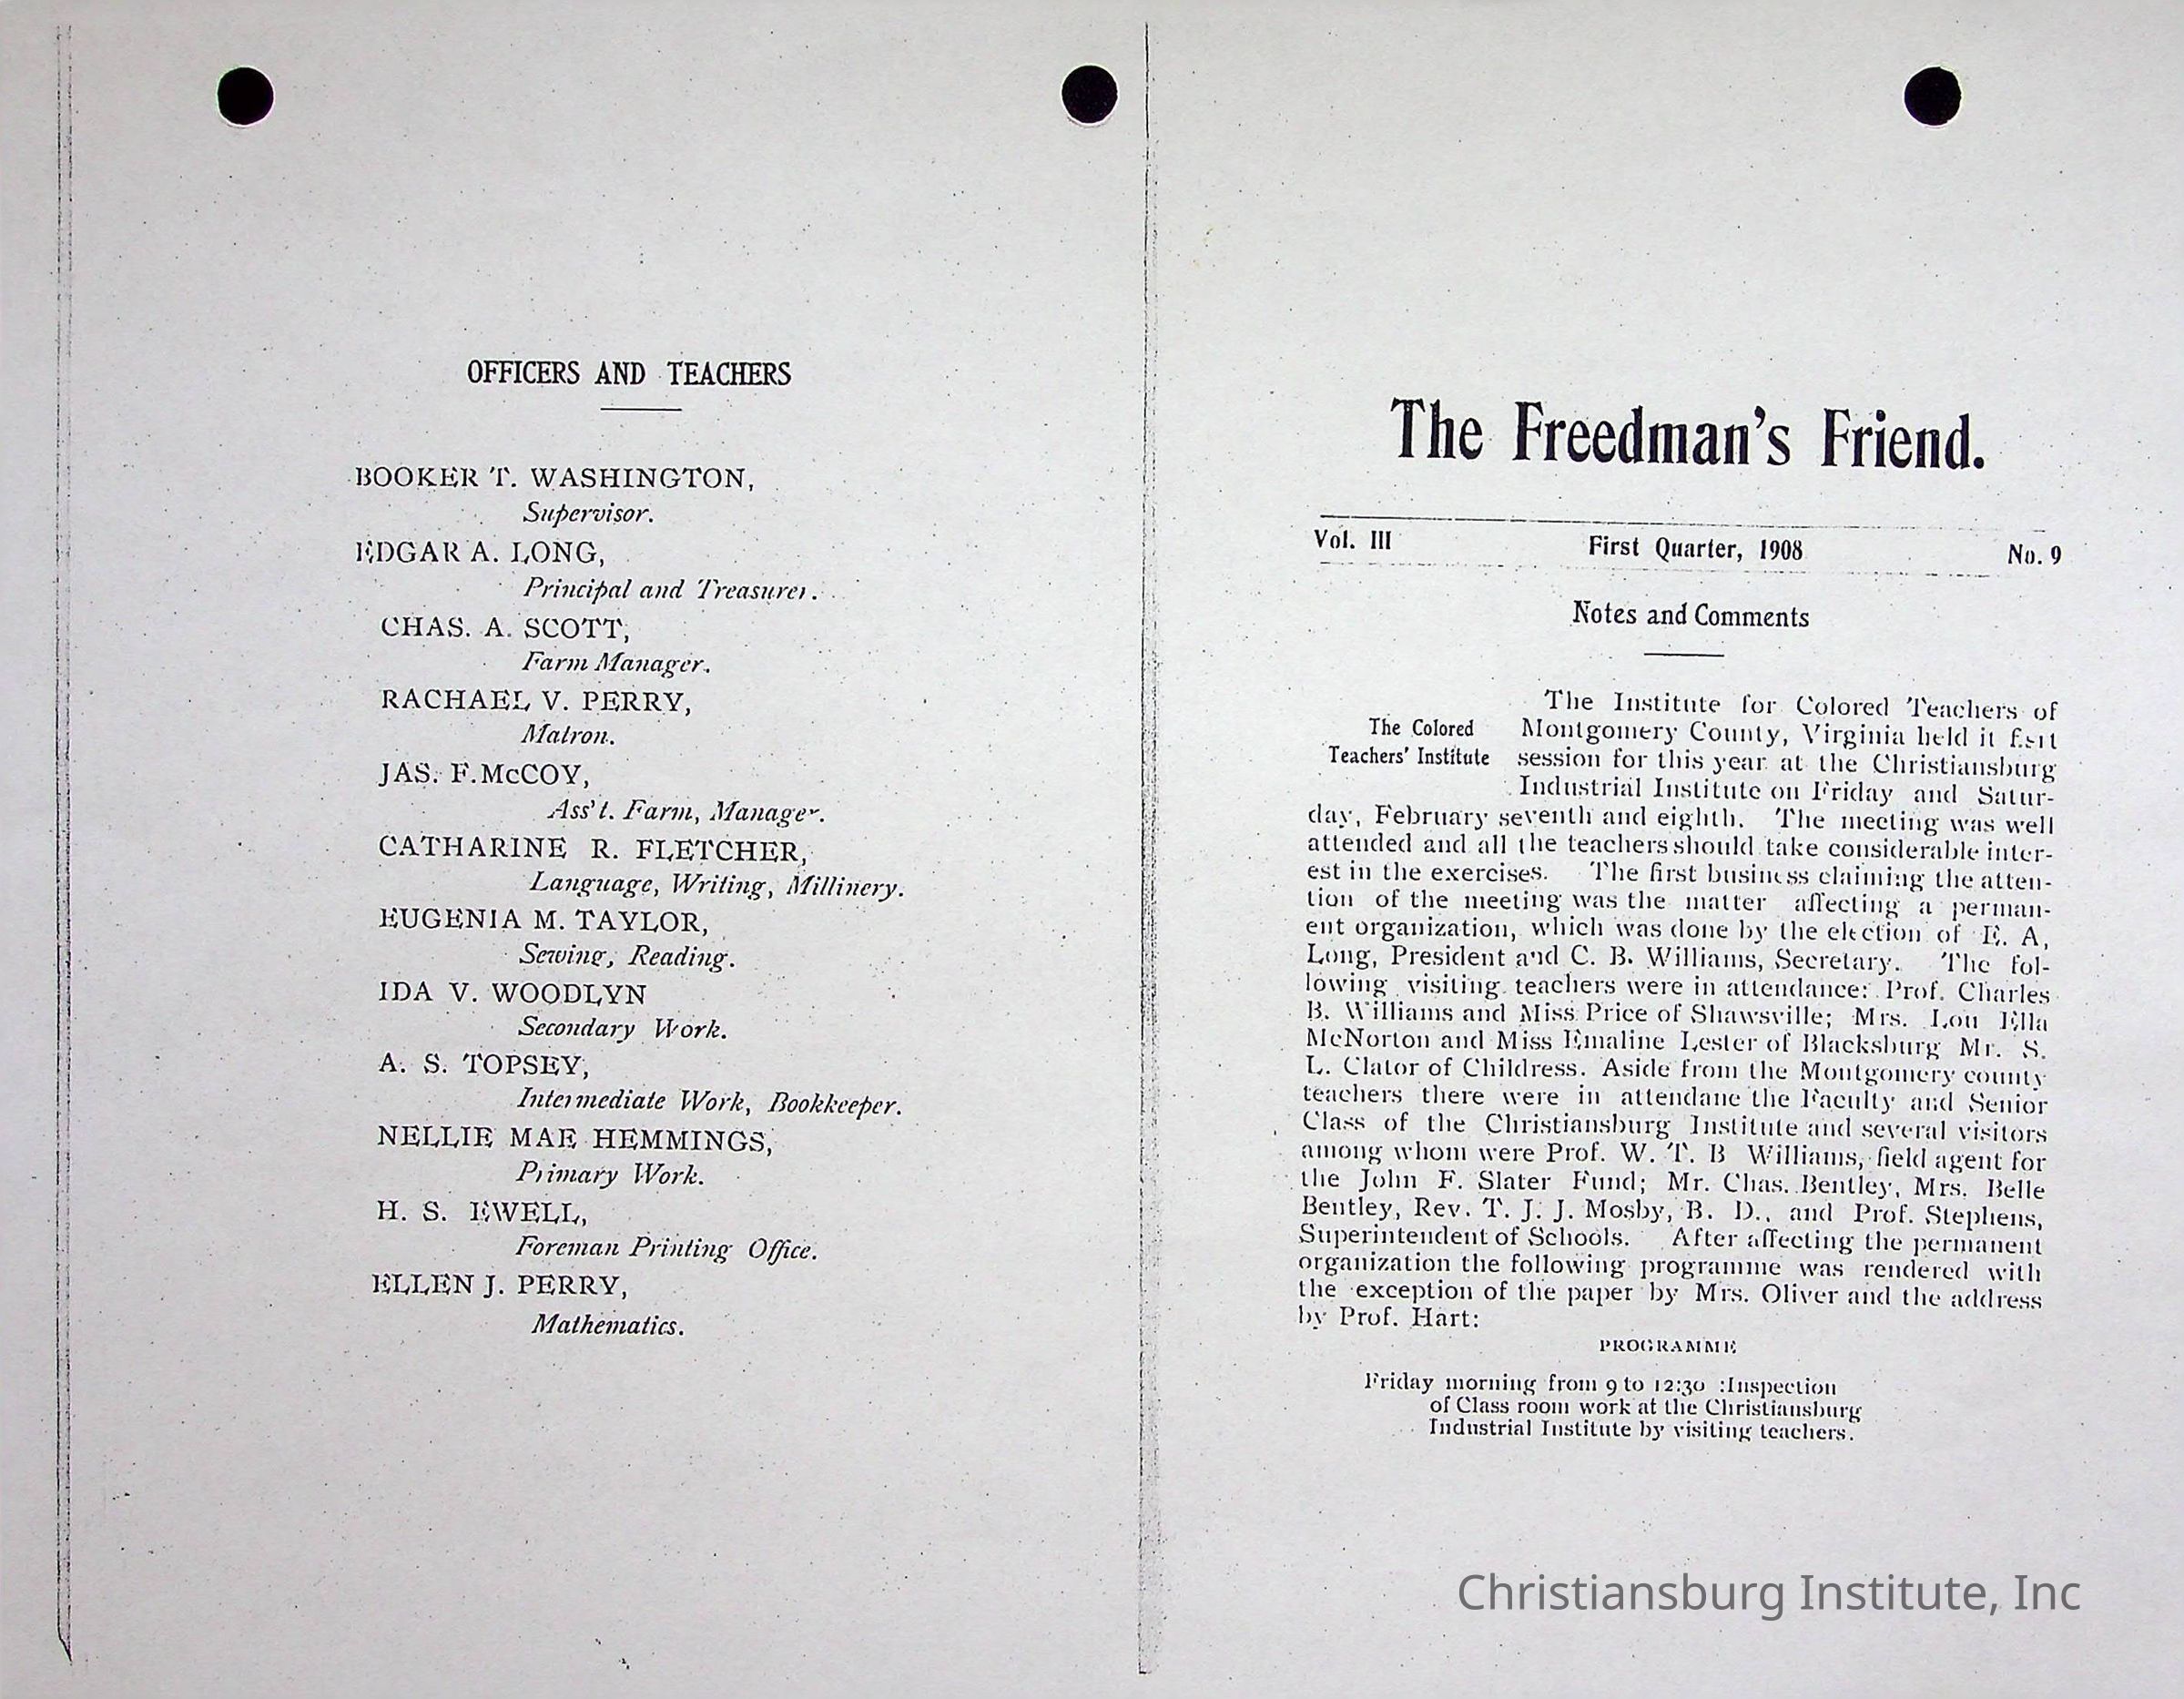 OFFICERS AND TEACHERS
BOOKER T. WASHINGTON,
Supervisor.
EDGAR A. LONG,
Principal and Treasurer.
CHAS. A. SCOTT,
Farm Manager.
RACHAEL V. PERRY,
Matron.
JAS. F. McCOY,
Ass't. Farm, Manager.
CATHARINE R. FLETCHER,
Language, Writing, Millinery.
EUGENIA M. TAYLOR,
Sewing, Reading.
IDA V. WOODLYN
Secondary Work.
A. S. TOPSEY,
Intermediate Work, Bookkeeper.
NELLIE MAE HEMMINGS,
Primary Work.
H. S. EWELL,
Foreman Printing Office.
ELLEN J. PERRY,
Mathematics.
The Freedman's Friend.
Vol. III First Quarter, 1908 No. 9
Notes and Comments
The Colored
Teachers' Institute
The Institute for Colored Teachers of
Montgomery County, Virginia held it
session for this year at the Christiansburg
Industrial Institute on Friday and Satur-
day, February seventh and eighth. The meeting was well
attended and all the teachers should take considerable inter-
est in the exercises. The first business claiming the atten-
tion of the meeting was the matter affecting a perman-
ent organization, which was done by the election of E. A,
Long, President and C. B. Williams, Secretary. The fol-
lowing visiting teachers were in attendance: Prof. Charles
B. Williams and Miss Price of Shawsville; Mrs. Lou Ella
McNorton and Miss Emaline Lester of Blacksburg Mr. S.
L. Clator of Childress. Aside from the Montgomery county
teachers there were in attendane the Faculty and Senior
Class of the Christiansburg Institute and several visitors
among whom were Prof. W. T. B Williams, field agent for
the John F. Slater Fund; Mr. Chas. Bentley, Mrs. Belle
Bentley, Rev. T. J. J. Mosby, B. D., and Prof. Stephens,
Superintendent of Schools. After affecting the permanent
organization the following programme was rendered with
the exception of the paper by Mrs. Oliver and the address
by Prof. Hart:
PROGRAMME
Friday morning from 9 to 12:30 :Inspection
of Class room work at the Christiansburg
Industrial Institute by visiting teachers.
Christiansburg Institute, Inc